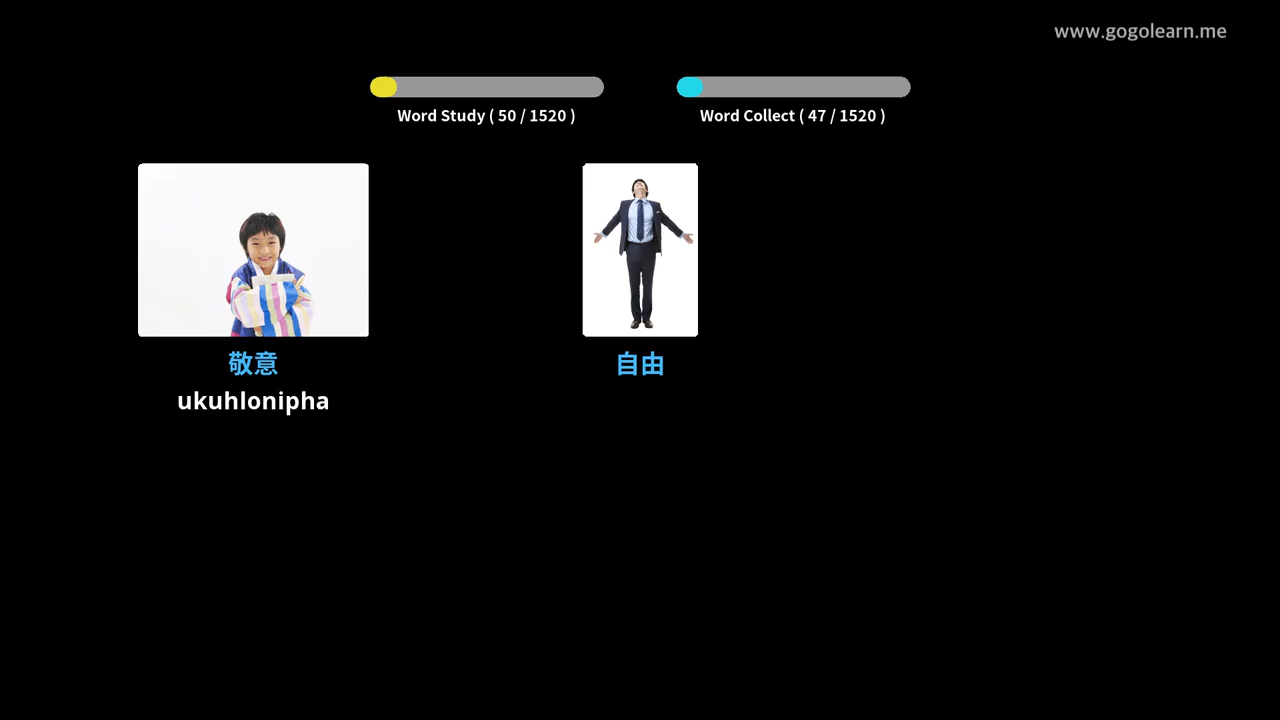 www.gogolearn.me
Word Study ( 50 / 1520 )
Word Collect ( 47 / 1520 )
敬意
ukuhlonipha
自由